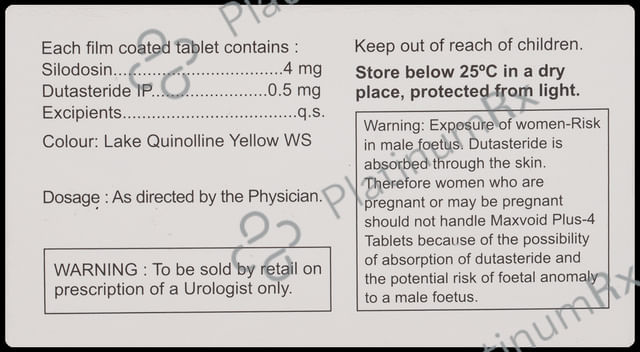 Each film coated tablet contains :
Silodosin..................................4 mg
Dutasteride IP.......................0.5 mg
Excipients...................................q.s.
Colour: Lake Quinolline Yellow WS
Dosage : As directed by the Physician.
WARNING : To be sold by retail on
prescription of a Urologist only.
Keep out of reach of children.
Store below 25ºC in a dry
place, protected from light.
Warning: Exposure of women-Risk
in male foetus. Dutasteride is
absorbed through the skin.
Therefore women who are
pregnant or may be pregnant
should not handle Maxvoid Plus-4
Tablets because of the possibility
of absorption of dutasteride and
the potential risk of foetal anomaly
to a male foetus.
PlatinumRx